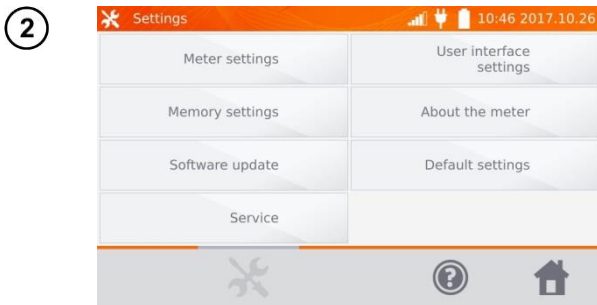 2
Settings
10:46 2017.10.26
Meter settings
User interface
settings
Memory settings
About the meter
Software update
Default settings
Service
?